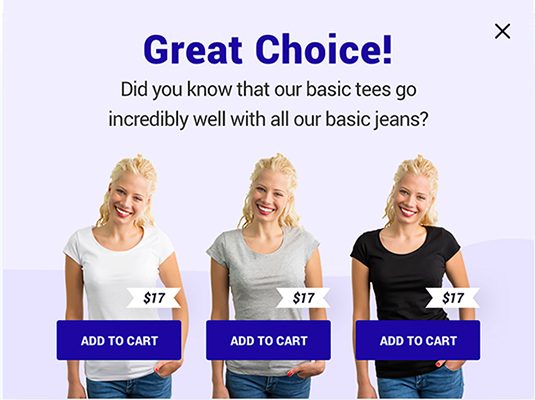 Great Choice!
Did you know that our basic tees go
incredibly well with all our basic jeans?
$17
$17
$17
ADD TO CART
ADD TO CART
ADD TO CART